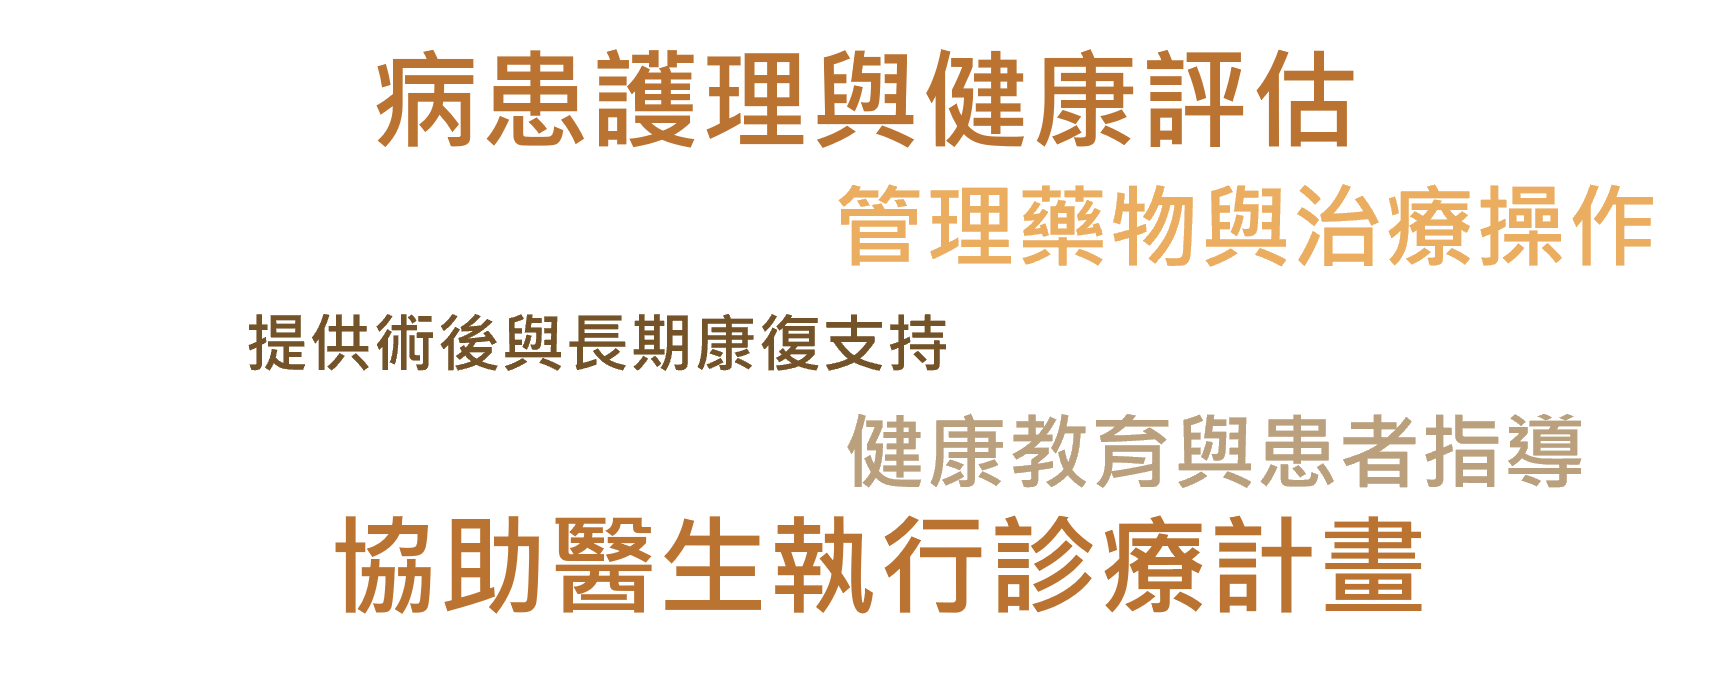 病患護理與健康評估
管理藥物與治療操作
提供術後與長期康復支持
健康教育與患者指導
協助醫生執行診療計畫